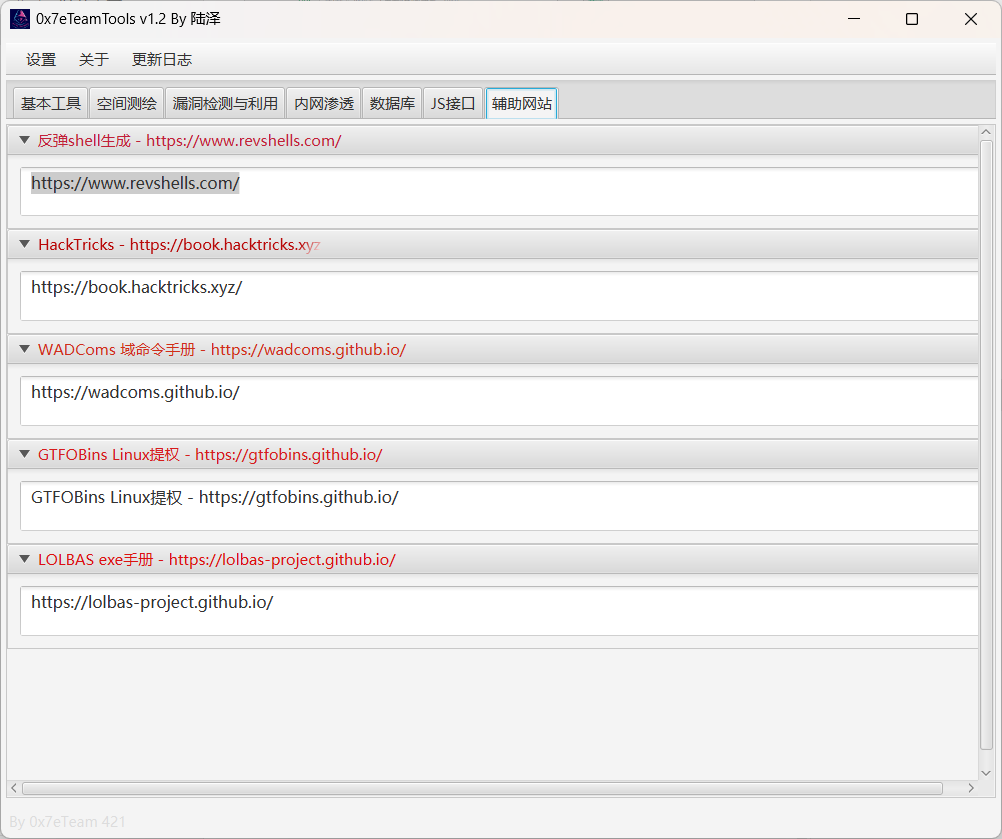 0x7eTeamTools v1.2 By 陆泽
设置 关于 更新日志
基本工具 空间测绘 漏洞检测与利用 内网渗透 数据库 JS接口 辅助网站
反弹shell生成 - https://www.revshells.com/
https://www.revshells.com/
HackTricks - https://book.hacktricks.xyz
https://book.hacktricks.xyz/
WADComs 域命令手册 - https://wadcoms.github.io/
https://wadcoms.github.io/
GTFOBins Linux提权 - https://gtfobins.github.io/
GTFOBins Linux提权 - https://gtfobins.github.io/
LOLBAS exe手册 - https://lolbas-project.github.io/
https://lolbas-project.github.io/
By 0x7eTeam 421